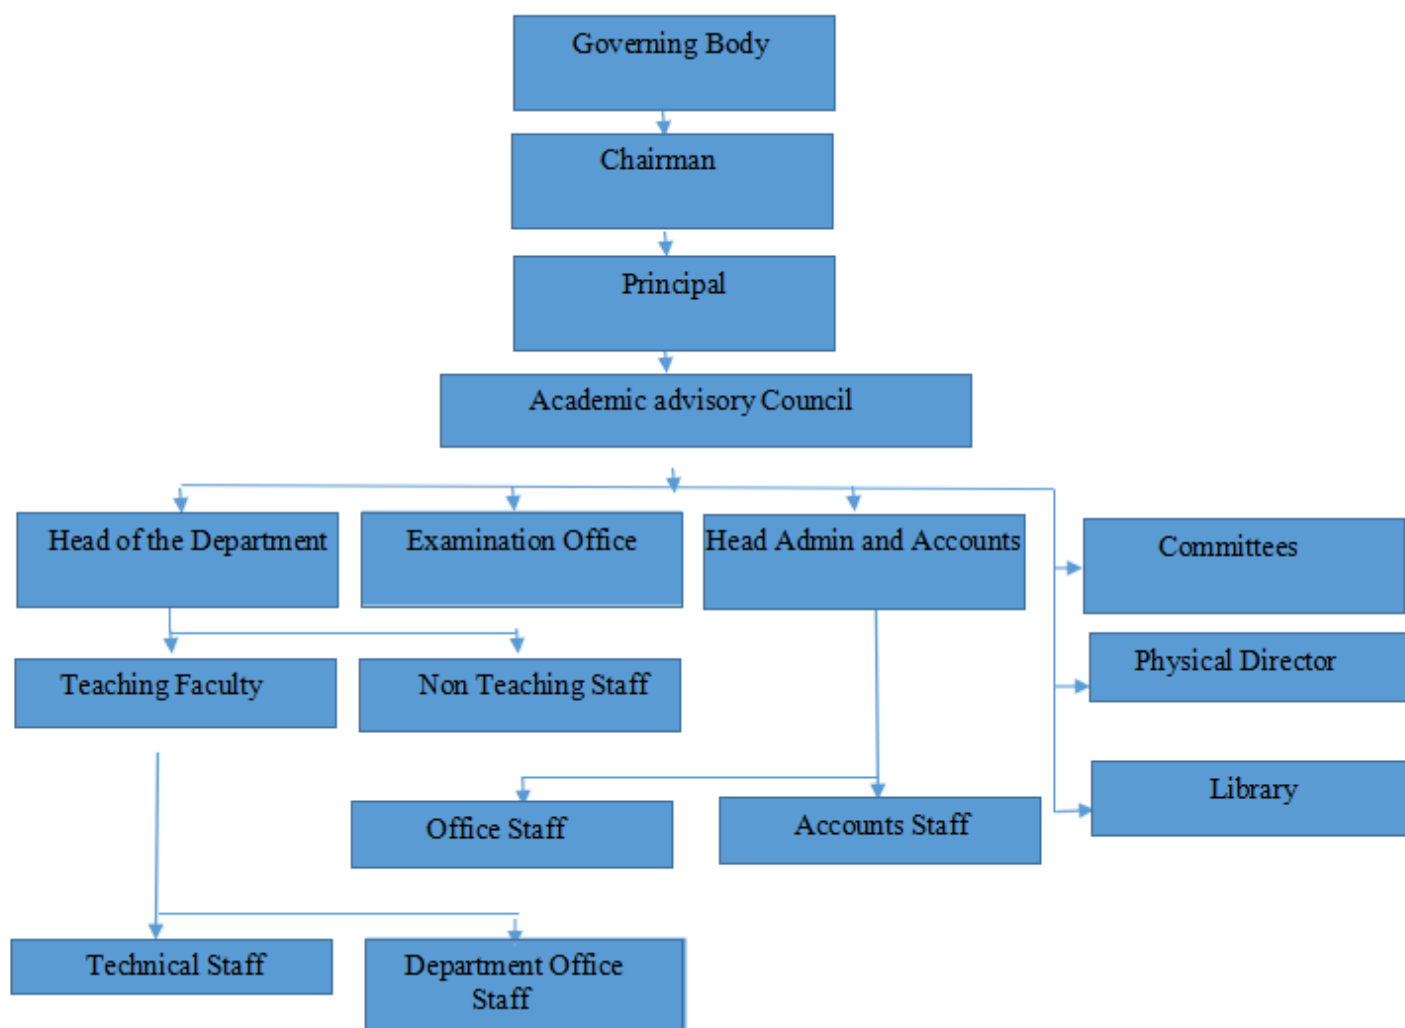 Governing Body
Chairman
Principal
Academic advisory Council
Head of the Department
Examination Office
Head Admin and Accounts
Committees
Teaching Faculty
Non Teaching Staff
Physical Director
Office Staff
Accounts Staff
Library
Technical Staff
Department Office
Staff